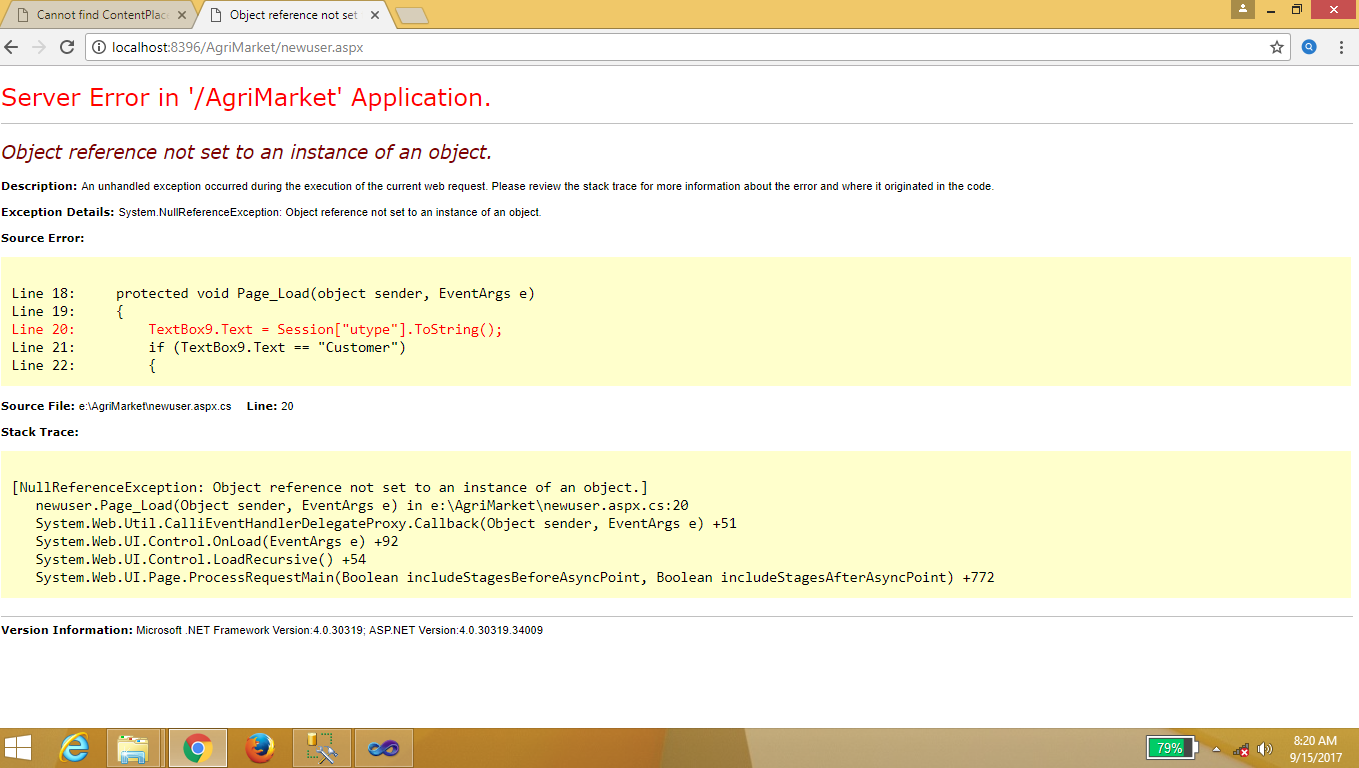 Cannot find ContentPlac
Object reference not set
localhost:8396/AgriMarket/newuser.aspx
Server Error in '/AgriMarket' Application.
Object reference not set to an instance of an object.
Description: An unhandled exception occurred during the execution of the current web request. Please review the stack trace for more information about the error and where it originated in the code.
Exception Details: System.NullReferenceException: Object reference not set to an instance of an object.
Source Error:
Line 18:     protected void Page_Load(object sender, EventArgs e)
Line 19:     {
Line 20:         TextBox9.Text = Session["utype"].ToString();
Line 21:         if (TextBox9.Text == "Customer")
Line 22:         {
Source File: e:\AgriMarket\newuser.aspx.cs    Line: 20
Stack Trace:
[NullReferenceException: Object reference not set to an instance of an object.]
   newuser.Page_Load(Object sender, EventArgs e) in e:\AgriMarket\newuser.aspx.cs:20
   System.Web.Util.CalliEventHandlerDelegateProxy.Callback(Object sender, EventArgs e) +51
   System.Web.UI.Control.OnLoad(EventArgs e) +92
   System.Web.UI.Control.LoadRecursive() +54
   System.Web.UI.Page.ProcessRequestMain(Boolean includeStagesBeforeAsyncPoint, Boolean includeStagesAfterAsyncPoint) +772
Version Information: Microsoft .NET Framework Version:4.0.30319; ASP.NET Version:4.0.30319.34009
79%
8:20 AM
9/15/2017